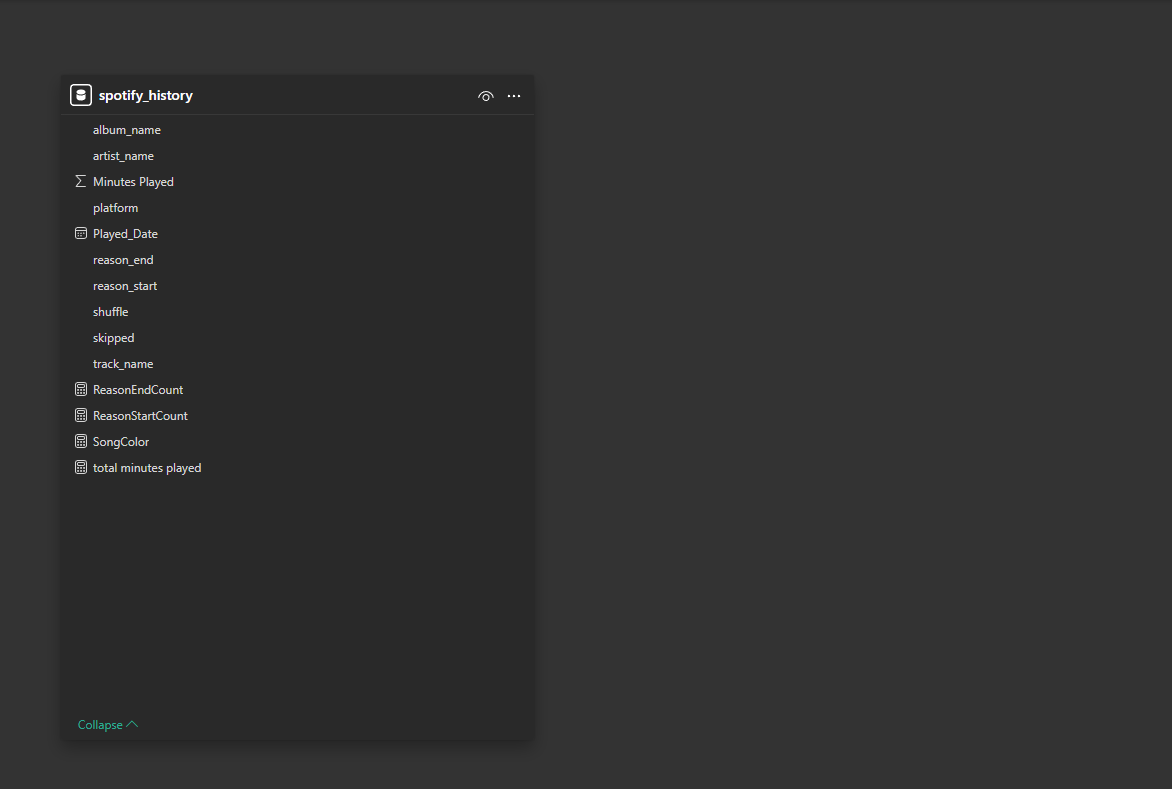 spotify_history
album_name
artist_name
Minutes Played
platform
Played_Date
reason_end
reason_start
shuffle
skipped
track_name
ReasonEndCount
ReasonStartCount
SongColor
total minutes played
Collapse